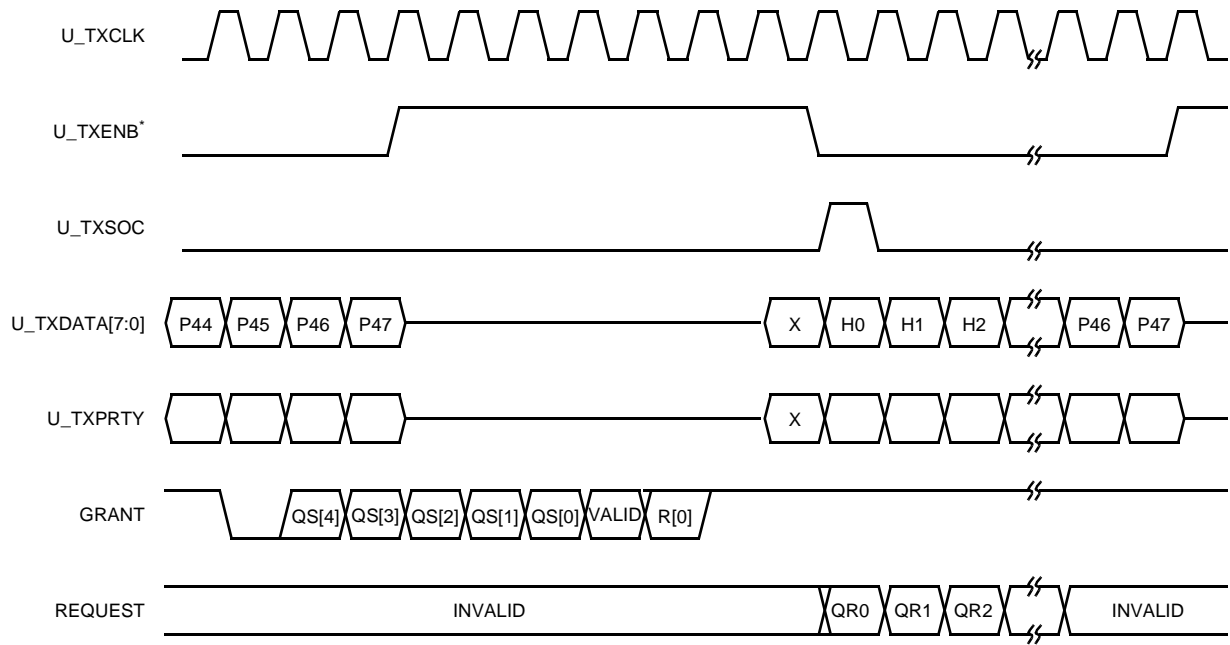 U_TXCLK
U_TXENB*
U_TXSOC
U_TXDATA[7:0] P44 P45 P46 P47 X H0 H1 H2 P46 P47
U_TXPRTY X
GRANT QS[4] QS[3] QS[2] QS[1] QS[0] VALID R[0]
REQUEST INVALID QR0 QR1 QR2 INVALID